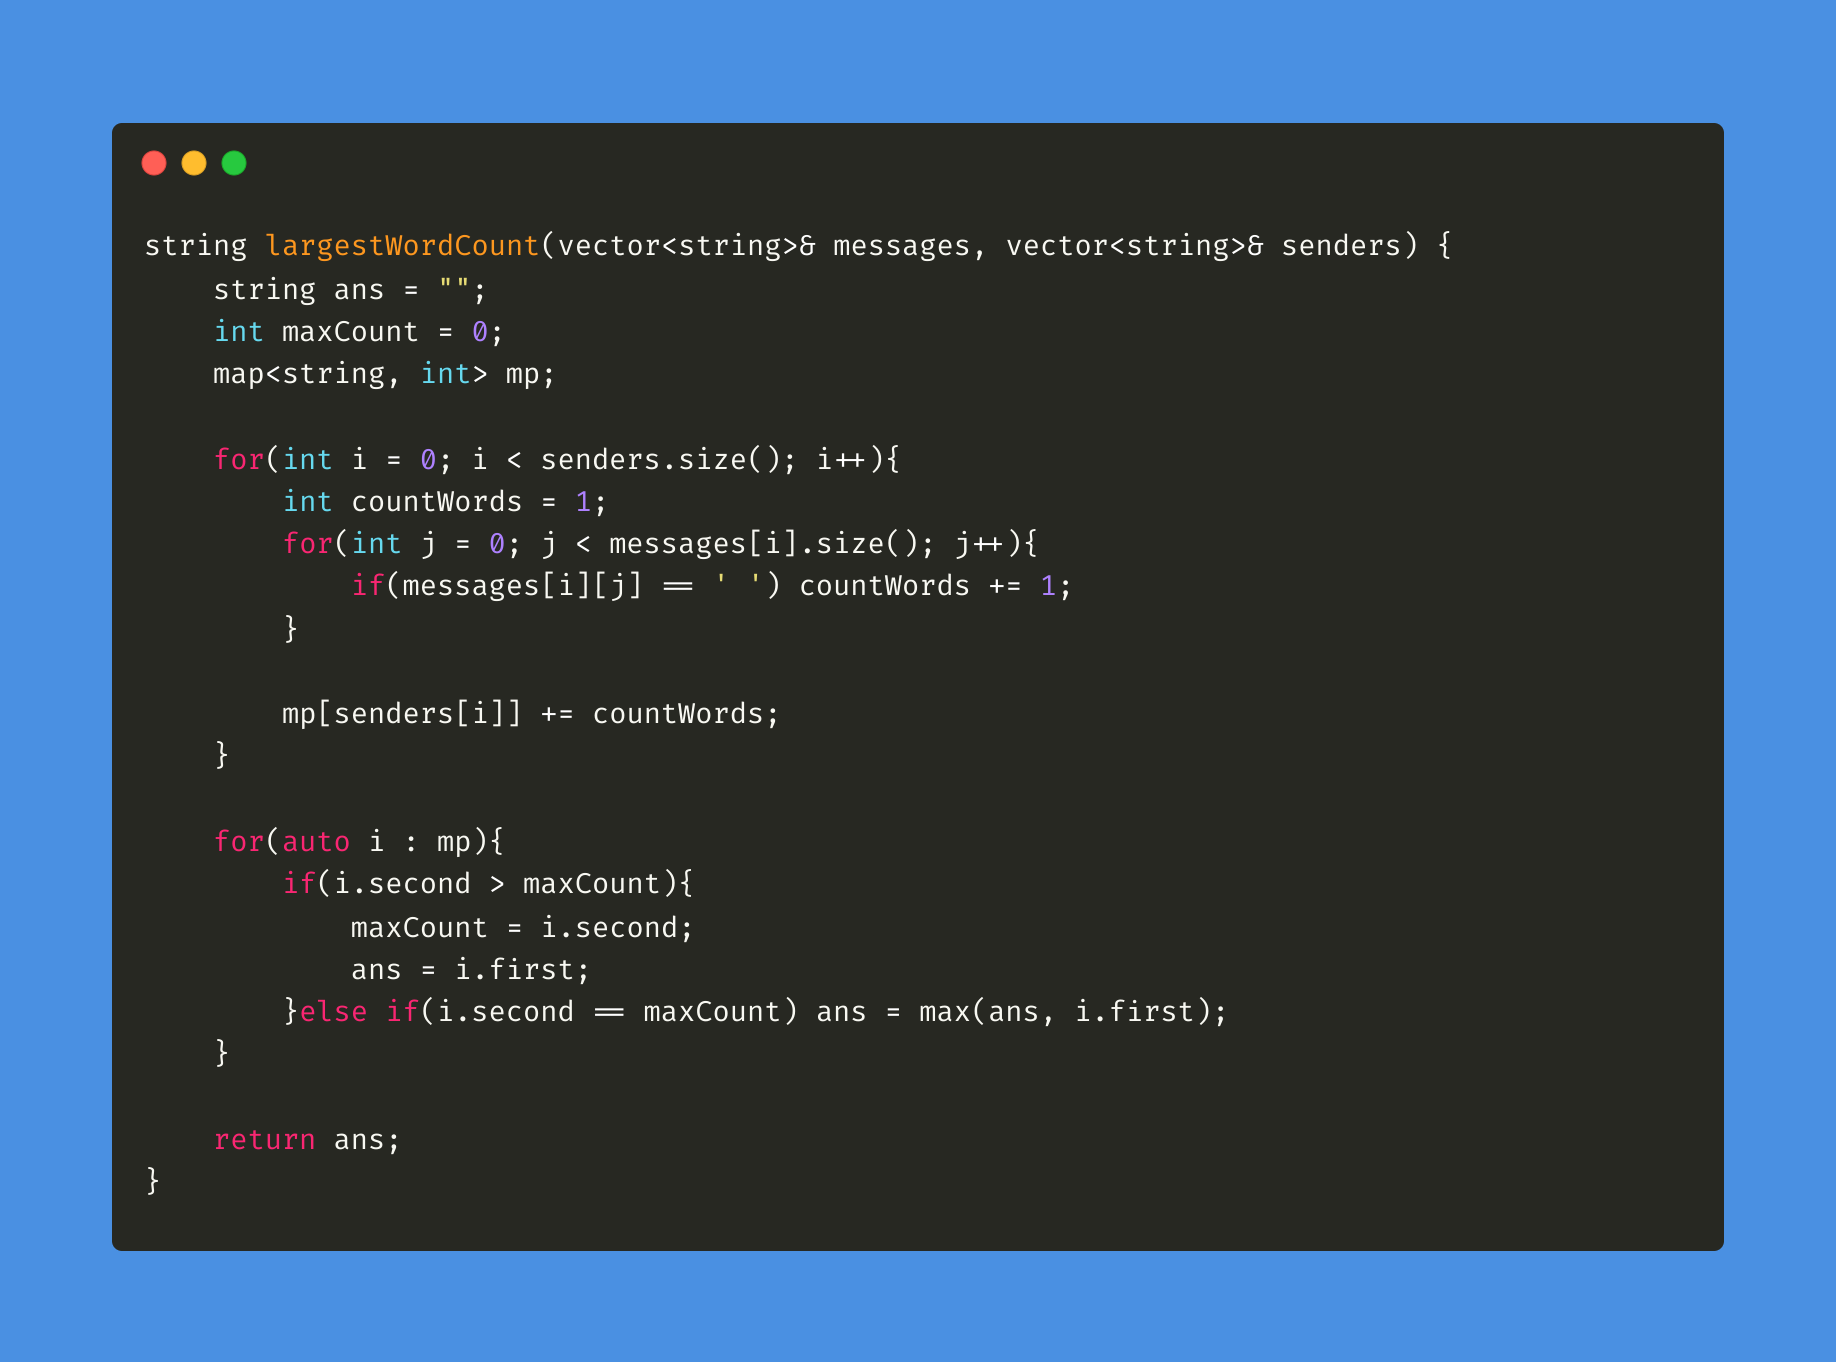 string largestWordCount(vector<string>& messages, vector<string>& senders) {
    string ans = "";
    int maxCount = 0;
    map<string, int> mp;

    for(int i = 0; i < senders.size(); i++){
        int countWords = 1;
        for(int j = 0; j < messages[i].size(); j++){
            if(messages[i][j] == ' ') countWords += 1;
        }

        mp[senders[i]] += countWords;
    }

    for(auto i : mp){
        if(i.second > maxCount){
            maxCount = i.second;
            ans = i.first;
        }else if(i.second == maxCount) ans = max(ans, i.first);
    }

    return ans;
}